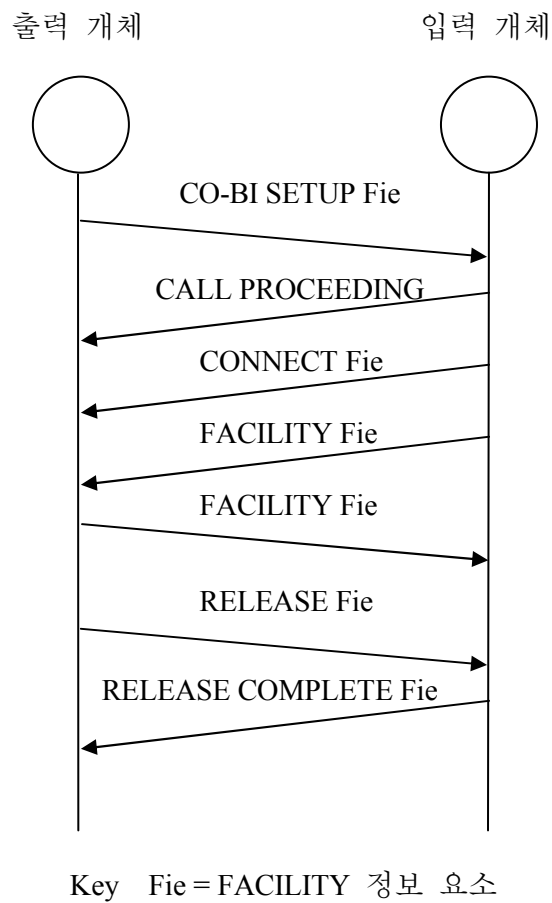 출력 개체 입력 개체
CO-BI SETUP Fie
CALL PROCEEDING
CONNECT Fie
FACILITY Fie
FACILITY Fie
RELEASE Fie
RELEASE COMPLETE Fie
Key Fie = FACILITY 정보 요소